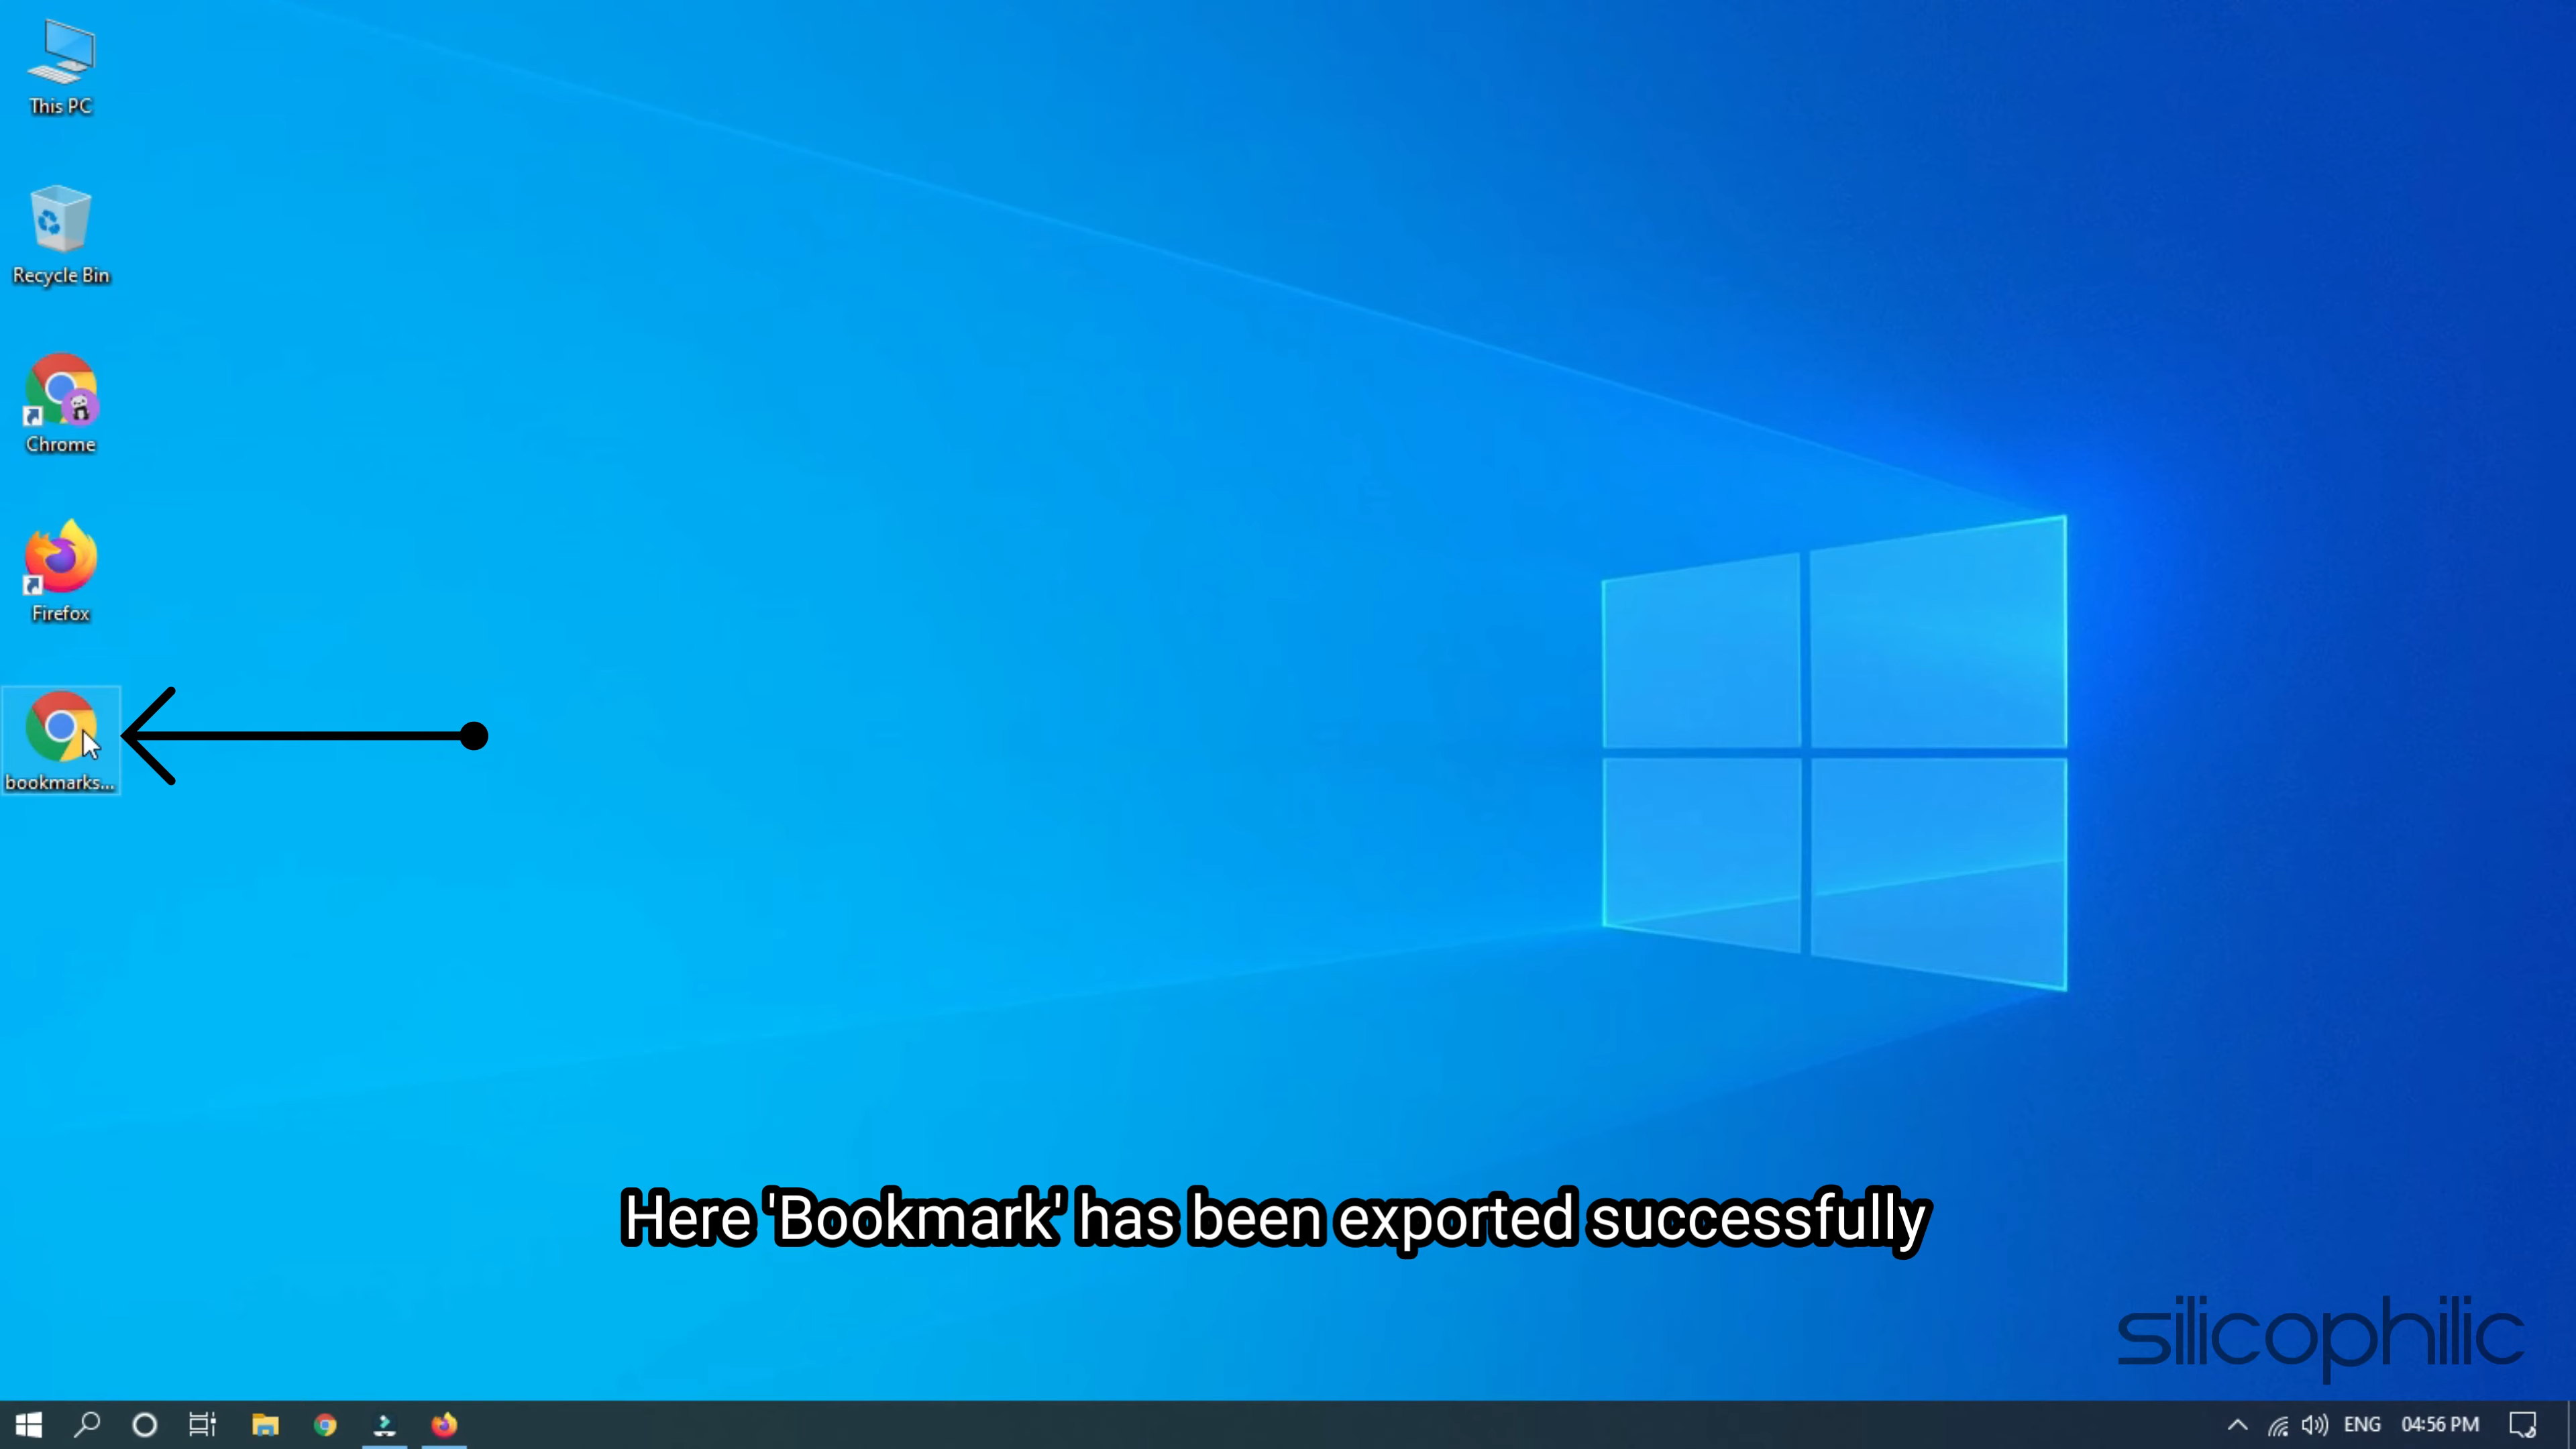 This PC
Recycle Bin
Chrome
Firefox
bookmarks...
Here 'Bookmark' has been exported successfully
silicophilic
ENG 04:56 PM